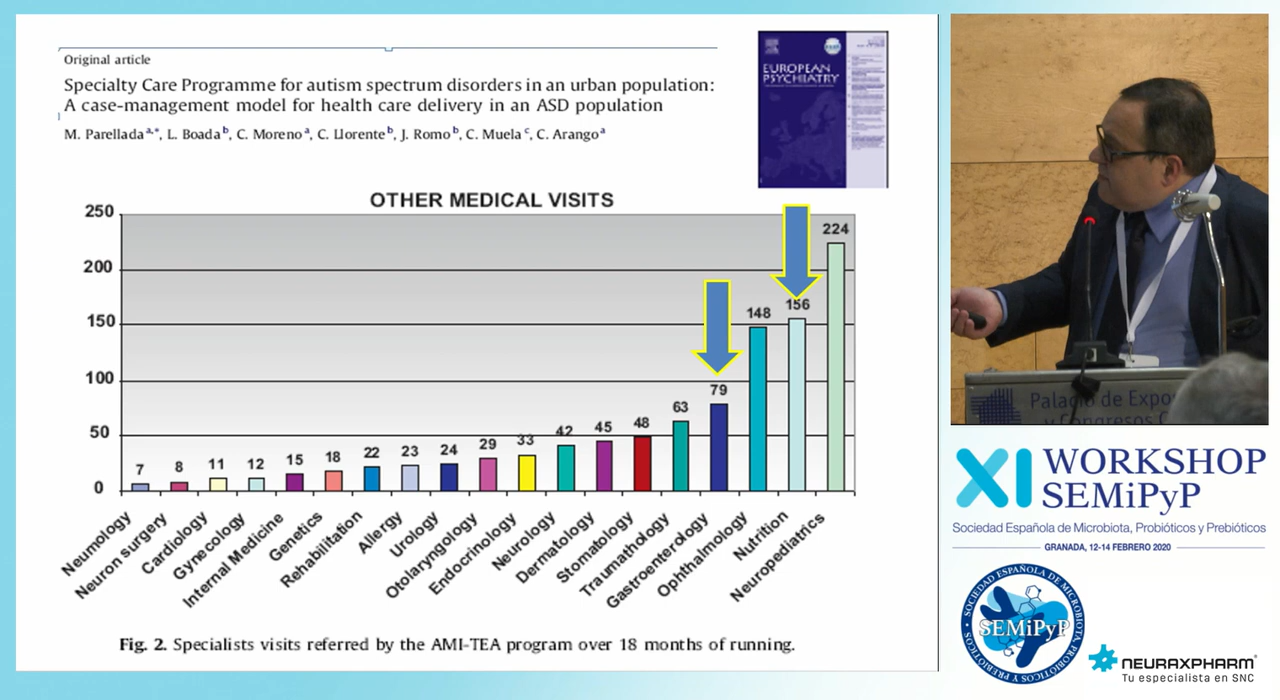 Original article
Specialty Care Programme for autism spectrum disorders in an urban population:
A case-management model for health care delivery in an ASD population
M. Parellada a,*, L. Boada b, C. Moreno a, C. Llorente b, J. Romo b, C. Muela c, C. Arango a
EUROPEAN
PSYCHIATRY
OTHER MEDICAL VISITS
250
200
150
100
50
0
7
8
11
12
15
18
22
23
24
29
33
42
45
48
63
79
148
156
224
Neumology
Neuron surgery
Cardiology
Gynecology
Internal Medicine
Genetics
Rehabilitation
Allergy
Urology
Otolaryngology
Endocrinology
Neurology
Dermatology
Stomatology
Traumathology
Gastroenterology
Ophthalmology
Nutrition
Neuropediatrics
Fig. 2. Specialists visits referred by the AMI-TEA program over 18 months of running.
Palacio de Expo
y Congresos
XI WORKSHOP
SEMiPyP
Sociedad Española de Microbiota, Probióticos y Prebióticos
GRANADA, 12-14 FEBRERO 2020
SOCIEDAD ESPAÑOLA DE MICROBIOTA, PROBIÓTICOS Y PREBIÓTICOS
SEMiPyP
NEURAXPHARM
Tu especialista en SNC